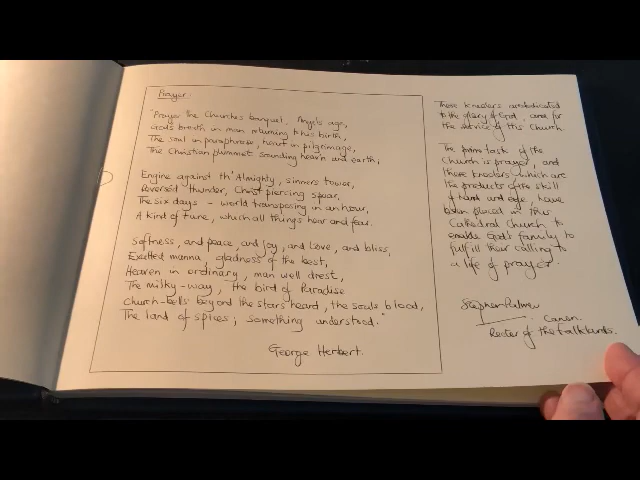 Prayer.
"Prayer the Churches banquet, Angels age,
God's breath in man returning to his birth,
The soul in paraphrase, heart in pilgrimage,
The Christian plummet sounding heav'n and earth;
Engine against th' Almighty, sinners towre,
Reversed thunder, Christ-piercing spear,
The six days - world transposing in an hour,
A kind of tune, which all things hear and fear.
Softness, and peace, and joy, and love, and bliss,
Exalted manna, gladness of the best,
Heaven in ordinary, man well drest,
The milky-way, the bird of Paradise
Church-bells beyond the stars heard, the souls blood,
The land of spices; something understood."
George Herbert.
These kneelers are dedicated
to the glory of God, and for
the service of His Church.
The prime task of the
Church is prayer, and
these kneelers which are
the products of the skill
of hand and eye, have
been placed in this
Cathedral Church to
enable God's family to
fulfill their calling to
a life of prayer.
Stephen Palmer
Canon.
Rector of the Falklands.